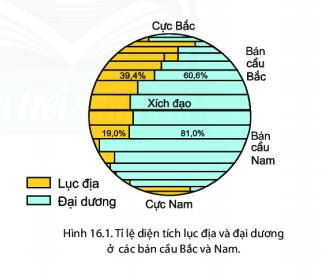 Cực Bắc
Bán
cầu
Bắc
39,4% 60,6%
Xích đạo
19,0% 81,0%
Bán
cầu
Nam
Lục địa
Đại dương
Cực Nam
Hình 16.1. Tỉ lệ diện tích lục địa và đại dương
ở các bán cầu Bắc và Nam.